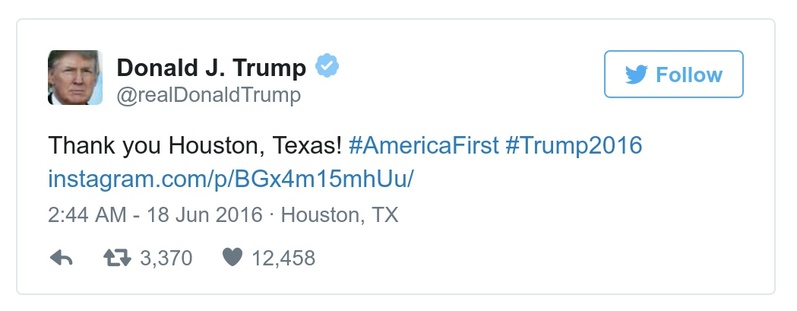 Donald J. Trump
@realDonaldTrump
Follow
Thank you Houston, Texas! #AmericaFirst #Trump2016
instagram.com/p/BGx4m15mhUu/
2:44 AM - 18 Jun 2016 · Houston, TX
3,370 12,458